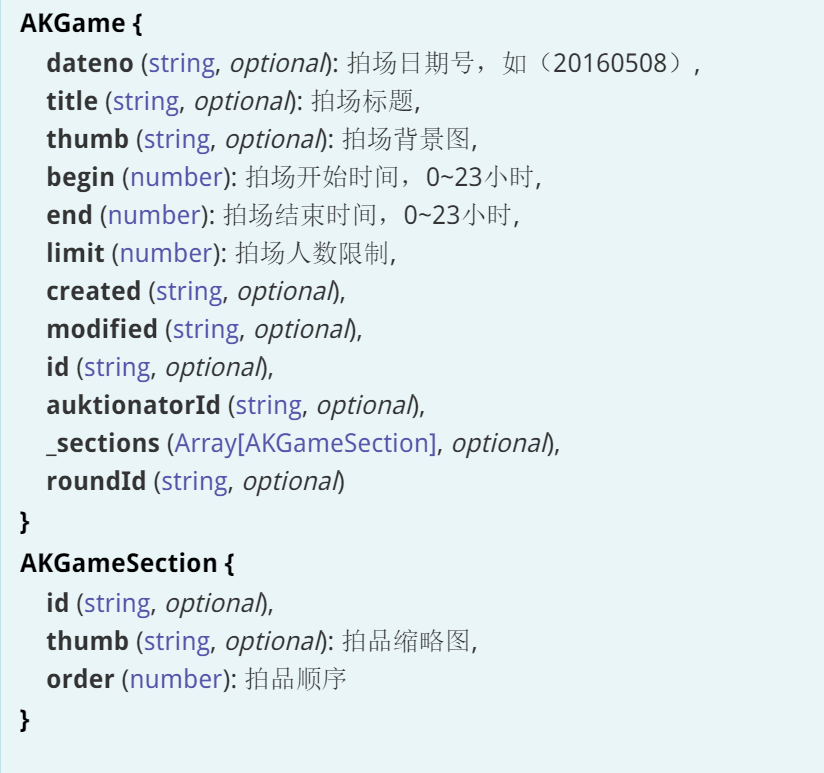 AKGame {
dateno (string, optional): 拍场日期号，如（20160508）,
title (string, optional): 拍场标题,
thumb (string, optional): 拍场背景图,
begin (number): 拍场开始时间，0~23小时,
end (number): 拍场结束时间，0~23小时,
limit (number): 拍场人数限制,
created (string, optional),
modified (string, optional),
id (string, optional),
auktionatorId (string, optional),
_sections (Array[AKGameSection], optional),
roundId (string, optional)
}
AKGameSection {
id (string, optional),
thumb (string, optional): 拍品缩略图,
order (number): 拍品顺序
}